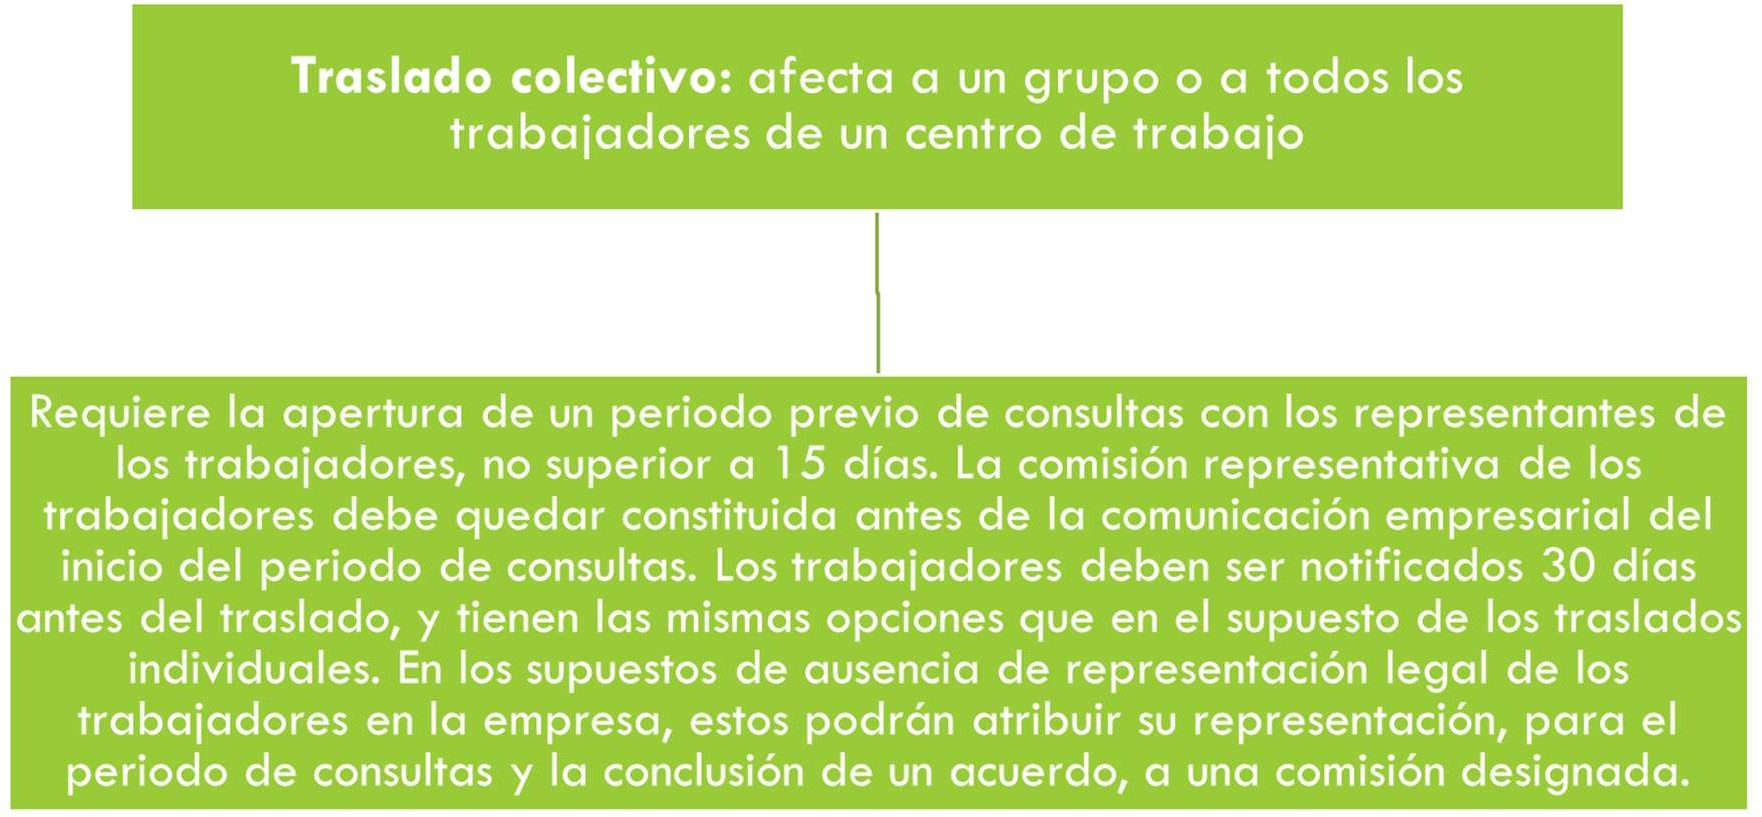 Traslado colectivo: afecta a un grupo o a todos los
trabajadores de un centro de trabajo
Requiere la apertura de un periodo previo de consultas con los representantes de
los trabajadores, no superior a 15 días. La comisión representativa de los
trabajadores debe quedar constituida antes de la comunicación empresarial del
inicio del periodo de consultas. Los trabajadores deben ser notificados 30 días
antes del traslado, y tienen las mismas opciones que en el supuesto de los traslados
individuales. En los supuestos de ausencia de representación legal de los
trabajadores en la empresa, estos podrán atribuir su representación, para el
periodo de consultas y la conclusión de un acuerdo, a una comisión designada.